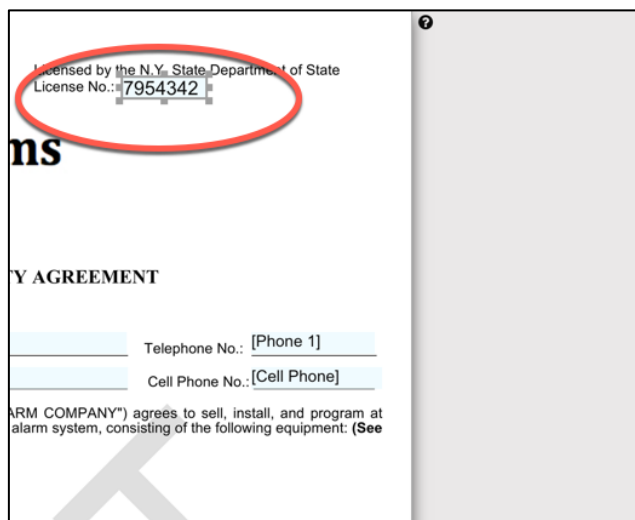 Licensed by the N.Y. State Department of State
License No.: 7954342
ms
TY AGREEMENT
Telephone No.: [Phone 1]
Cell Phone No.: [Cell Phone]
ARM COMPANY") agrees to sell, install, and program at
alarm system, consisting of the following equipment: (See